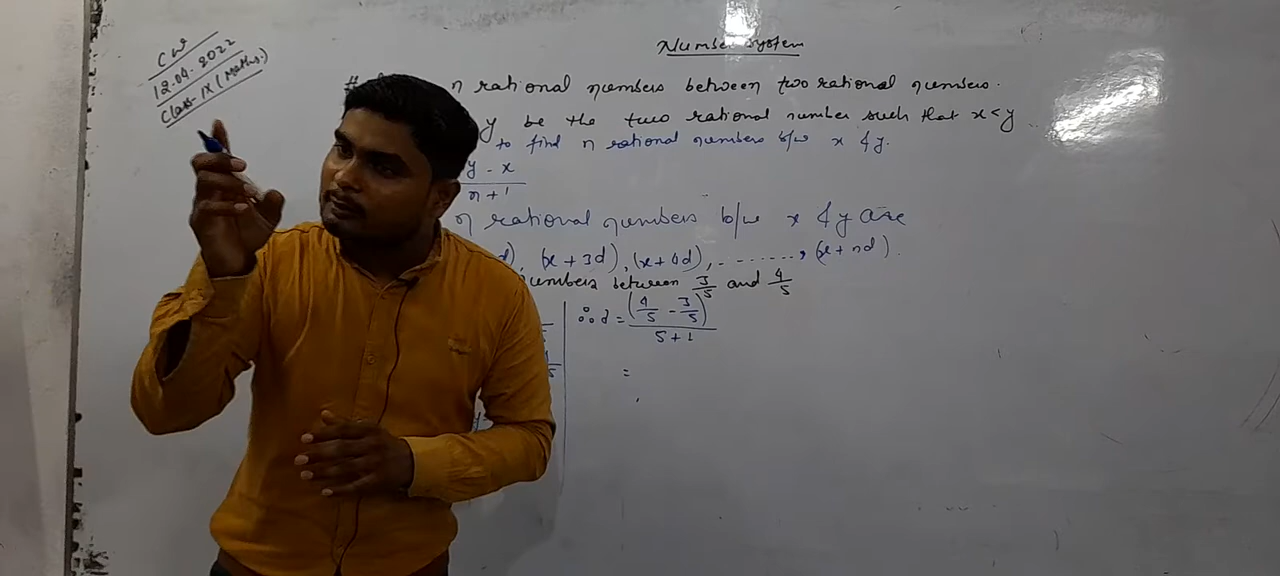 CW
12.04.2022
Class-IX (Maths.)
Number System
n rational numbers between two rational numbers.
y be the two rational number such that x < y
to find n rational numbers b/w x & y.
y - x
n + 1
n rational numbers b/w x & y are
d), (x + 3d), (x + 4d), ........, (x + nd).
numbers between 3/5 and 4/5
∴ d = (4/5 - 3/5)
5 + 1
=